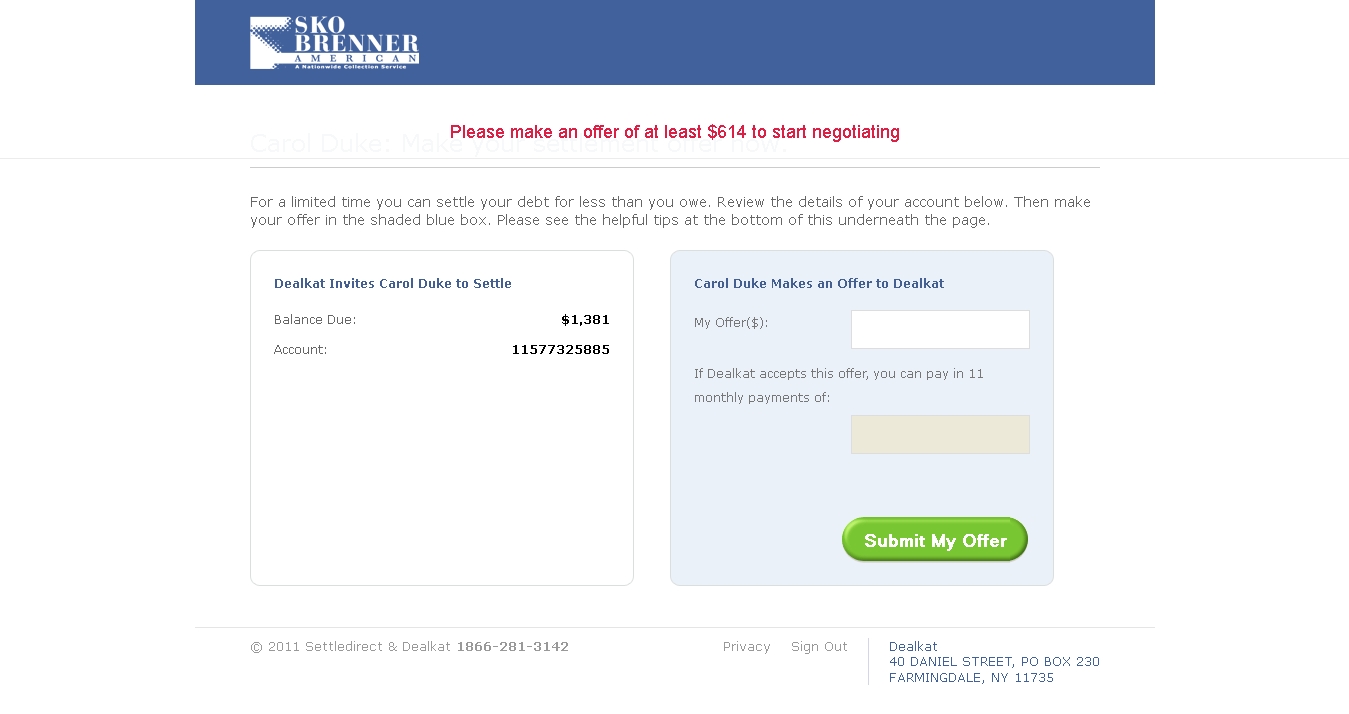 SKO
BRENNER
AMERICAN
A Nationwide Collection Service
Please make an offer of at least $614 to start negotiating
Carol Duke: Make your settlement offer now.
For a limited time you can settle your debt for less than you owe. Review the details of your account below. Then make
your offer in the shaded blue box. Please see the helpful tips at the bottom of this underneath the page.
Dealkat Invites Carol Duke to Settle
Balance Due: $1,381
Account: 11577325885
Carol Duke Makes an Offer to Dealkat
My Offer($):
If Dealkat accepts this offer, you can pay in 11
monthly payments of:
Submit My Offer
© 2011 Settledirect & Dealkat 1866-281-3142
Privacy Sign Out
Dealkat
40 DANIEL STREET, PO BOX 230
FARMINGDALE, NY 11735